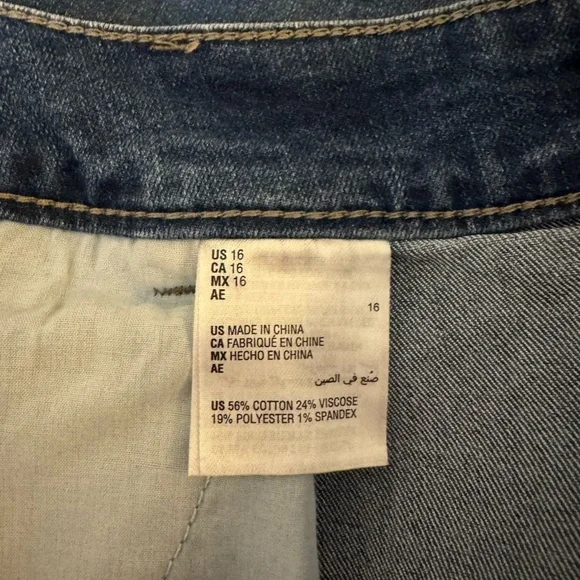 US 16
CA 16
MX 16
AE
16
US MADE IN CHINA
CA FABRIQUÉ EN CHINE
MX HECHO EN CHINA
AE
صُنع في الصين
US 56% COTTON 24% VISCOSE
19% POLYESTER 1% SPANDEX